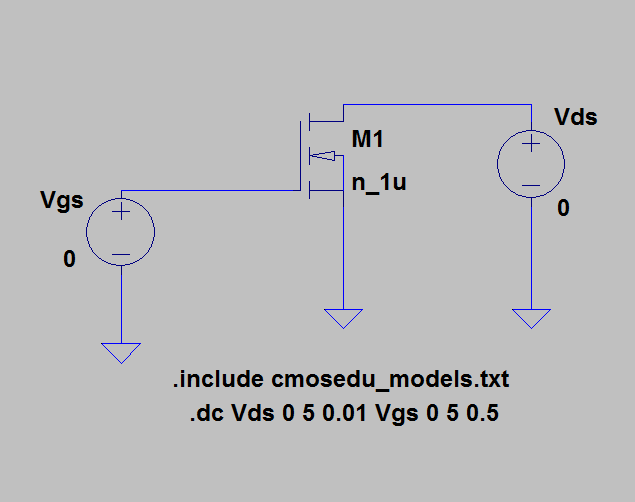 Vds
M1
n_1u
Vgs
0
0
.include cmosedu_models.txt
.dc Vds 0 5 0.01 Vgs 0 5 0.5